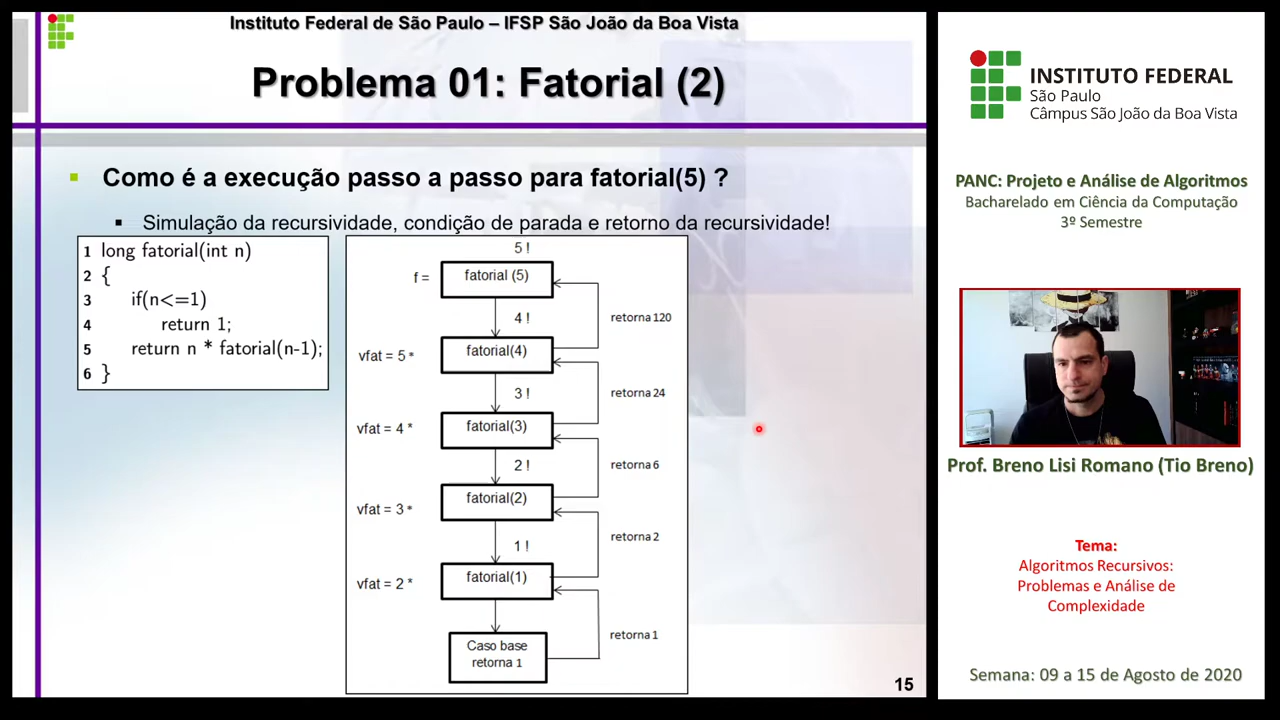 Instituto Federal de São Paulo – IFSP São João da Boa Vista
Problema 01: Fatorial (2)
Como é a execução passo a passo para fatorial(5) ?
Simulação da recursividade, condição de parada e retorno da recursividade!
1 long fatorial(int n)
2 {
3 if(n<=1)
4 return 1;
5 return n * fatorial(n-1);
6 }
5 !
f = fatorial (5)
4 ! retorna 120
vfat = 5 * fatorial(4)
3 ! retorna 24
vfat = 4 * fatorial(3)
2 ! retorna 6
vfat = 3 * fatorial(2)
1 ! retorna 2
vfat = 2 * fatorial(1)
retorna 1
Caso base
retorna 1
15
INSTITUTO FEDERAL
São Paulo
Câmpus São João da Boa Vista
PANC: Projeto e Análise de Algoritmos
Bacharelado em Ciência da Computação
3º Semestre
Prof. Breno Lisi Romano (Tio Breno)
Tema:
Algoritmos Recursivos:
Problemas e Análise de
Complexidade
Semana: 09 a 15 de Agosto de 2020